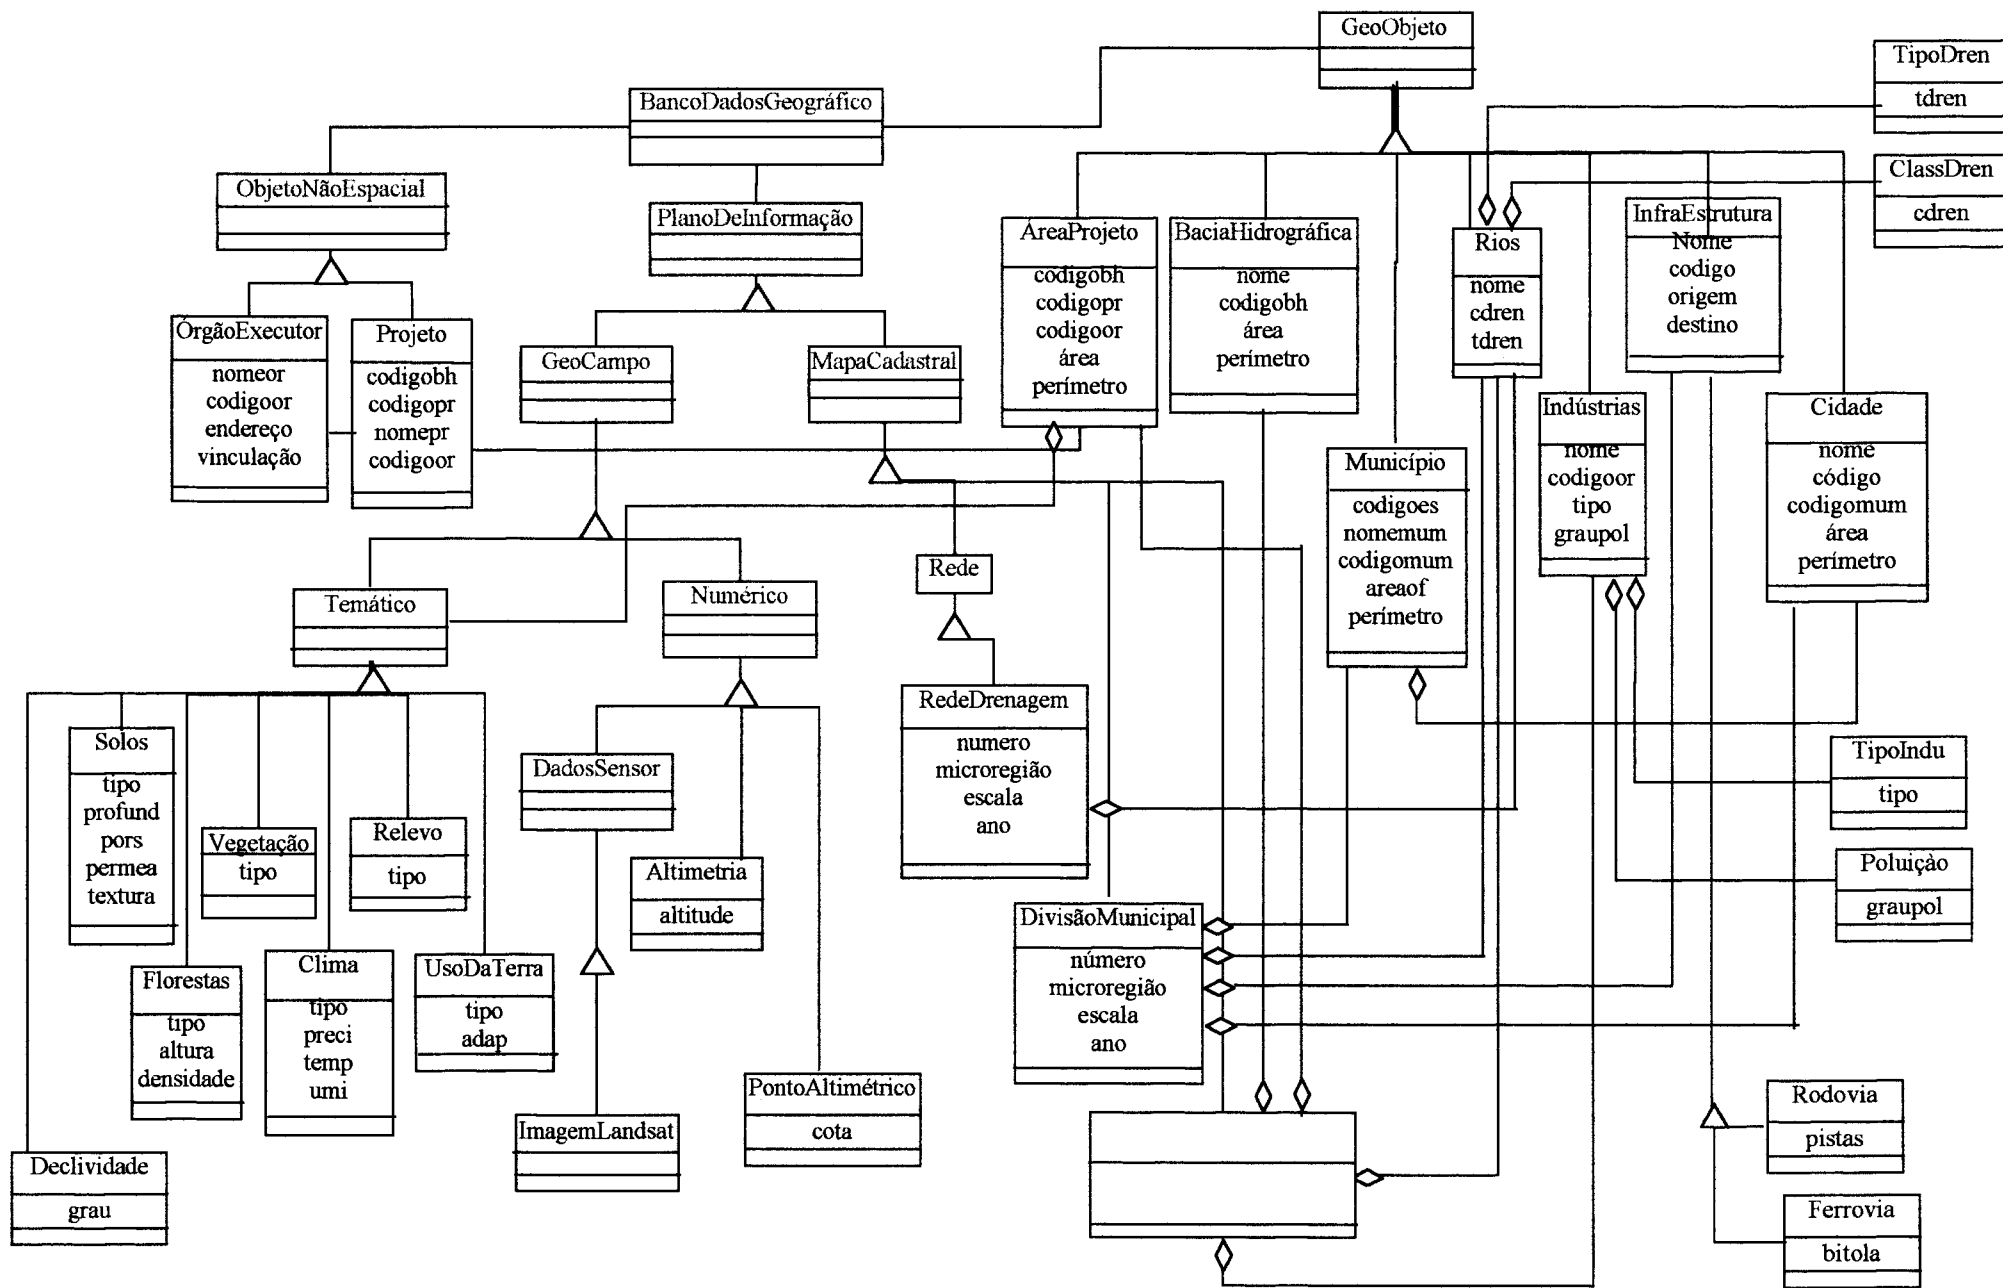 GeoObjeto
TipoDren
tdren
BancoDadosGeográfico
ClassDren
cdren
ObjetoNãoEspacial
PlanoDeInformação
ÁreaProjeto
codigobh
codigopr
codigoor
área
perímetro
BaciaHidrográfica
nome
codigobh
área
perímetro
Rios
nome
cdren
tdren
InfraEstrutura
Nome
codigo
origem
destino
ÓrgãoExecutor
nomeor
codigoor
endereço
vinculação
Projeto
codigobh
codigopr
nomepr
codigoor
GeoCampo
MapaCadastral
Município
codigoes
nomemum
codigomum
areaof
perímetro
Indústrias
nome
codigoor
tipo
graupol
Cidade
nome
código
codigomum
área
perímetro
Temático
Numérico
Rede
RedeDrenagem
numero
microregião
escala
ano
Solos
tipo
profund
pors
permea
textura
Vegetação
tipo
Relevo
tipo
DadosSensor
Altimetria
altitude
TipoIndu
tipo
Poluiçào
graupol
DivisãoMunicipal
número
microregião
escala
ano
Florestas
tipo
altura
densidade
Clima
tipo
preci
temp
umi
UsoDaTerra
tipo
adap
PontoAltimétrico
cota
ImagemLandsat
Declividade
grau
Rodovia
pistas
Ferrovia
bitola